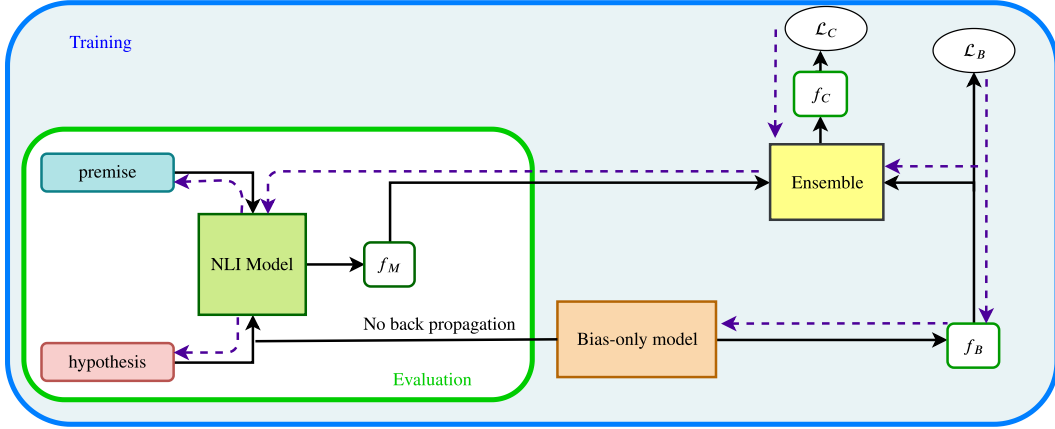 Training
ℒ_C
ℒ_B
f_C
premise
Ensemble
NLI Model
f_M
No back propagation
Bias-only model
f_B
hypothesis
Evaluation